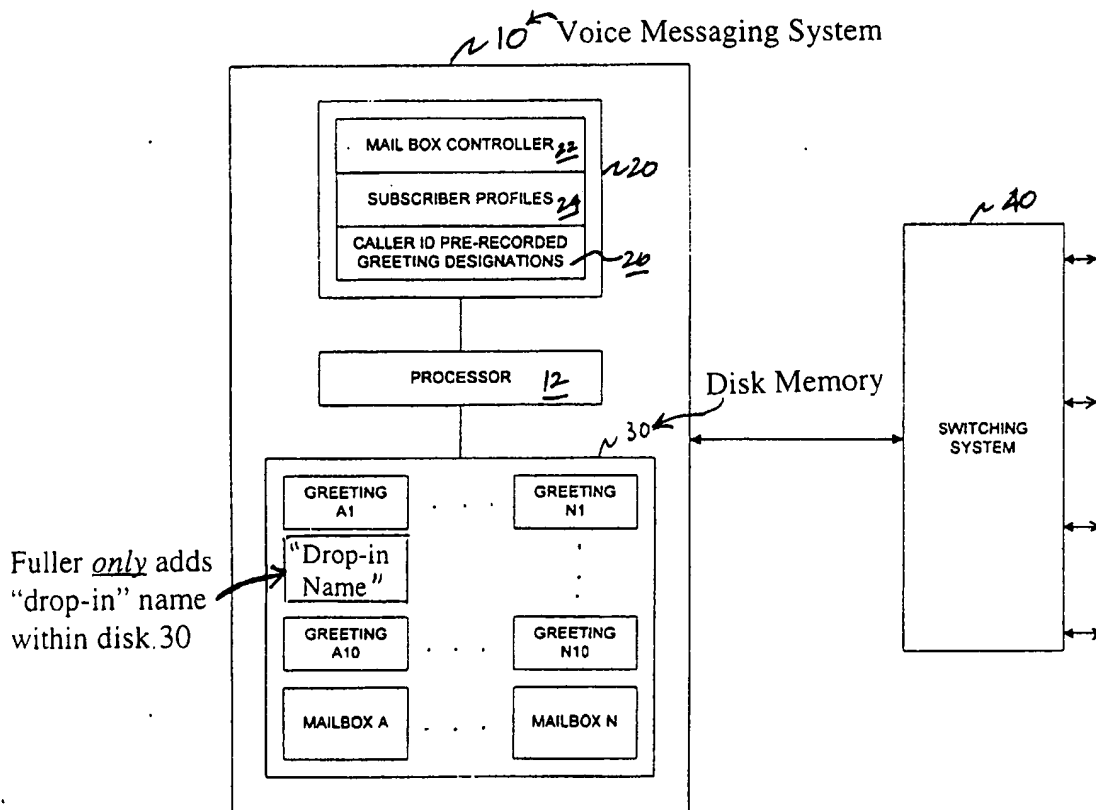 ~10 Voice Messaging System
MAIL BOX CONTROLLER 22
~20
SUBSCRIBER PROFILES 24
CALLER ID PRE-RECORDED
GREETING DESIGNATIONS 26
~40
PROCESSOR 12
Disk Memory
~30
SWITCHING
SYSTEM
GREETING
A1
. . .
GREETING
N1
Fuller only adds
"drop-in" name
within disk.30
"Drop-in
Name"
GREETING
A10
. . .
GREETING
N10
MAILBOX A
. . .
MAILBOX N